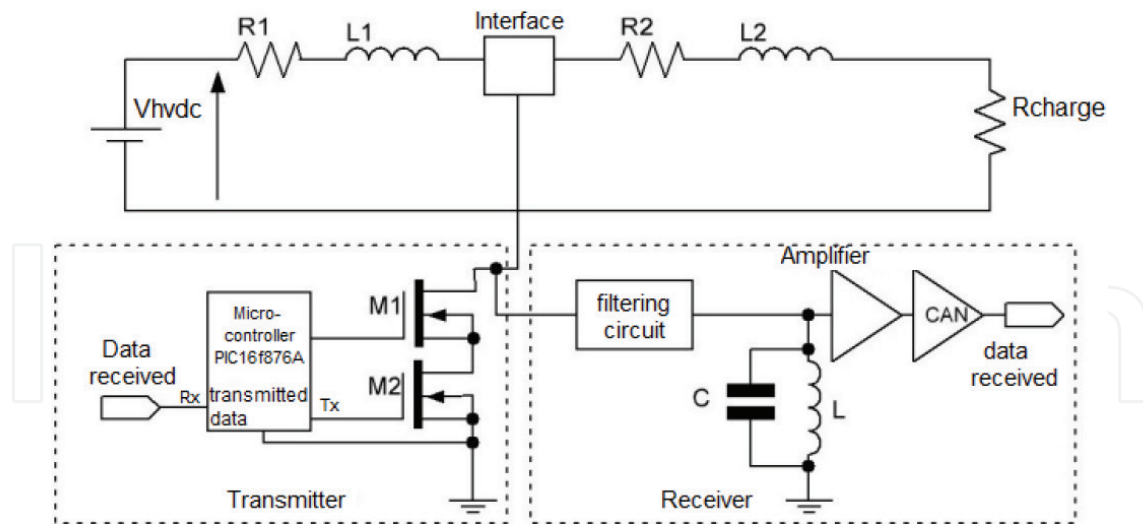 R1
L1
Interface
R2
L2
Vhvdc
Rcharge
Micro-
controller
PIC16f876A
transmitted
data
Data
received
Rx
Tx
M1
M2
Transmitter
filtering
circuit
Amplifier
CAN
data
received
C
L
Receiver